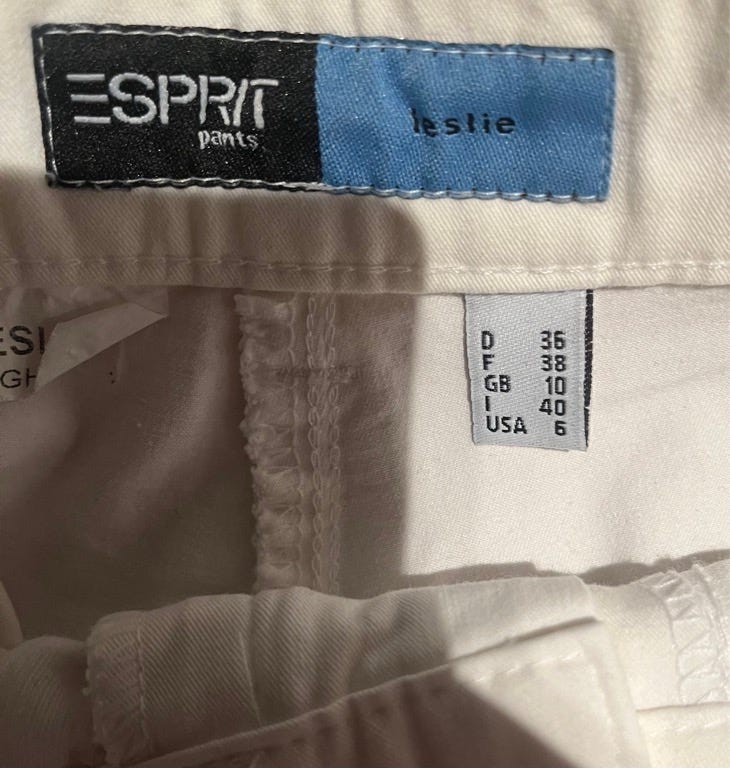 ESPRIT
pants
leslie
D 36
F 38
GB 10
I 40
USA 6